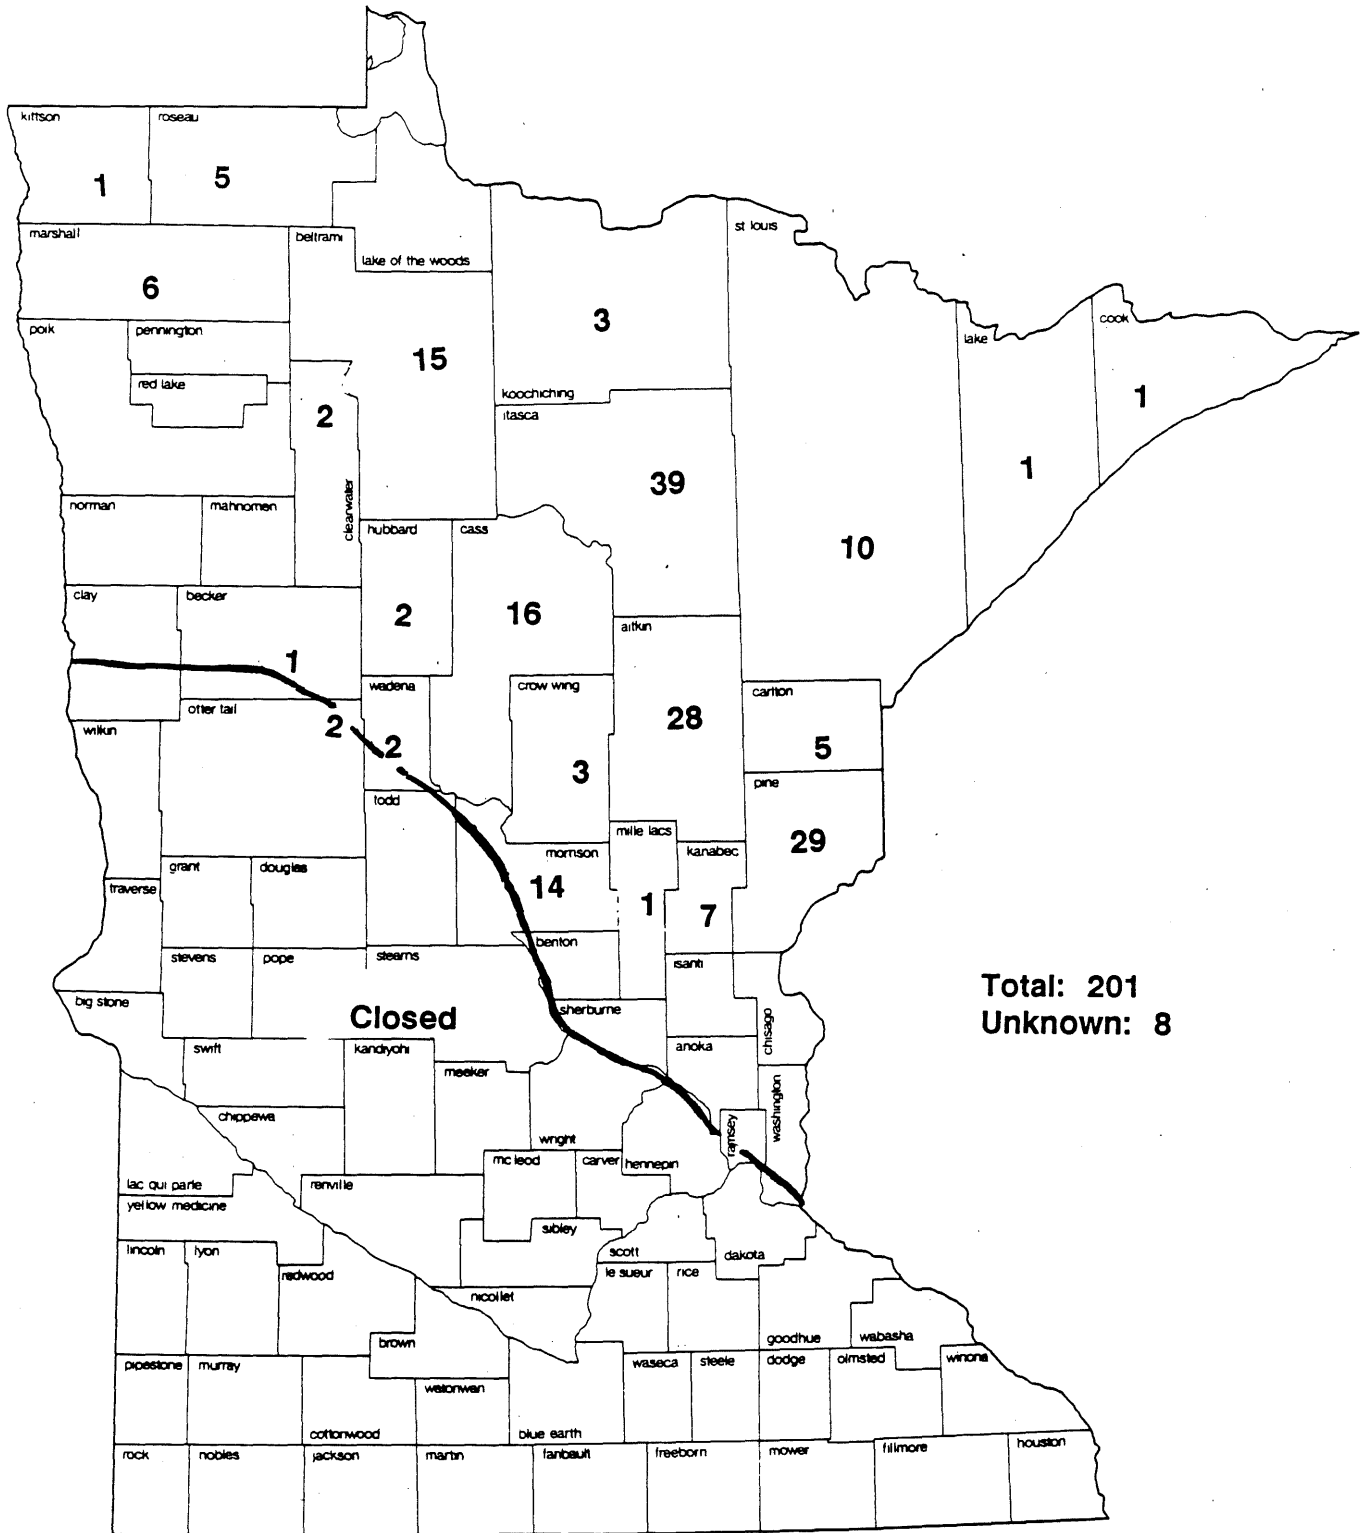 kittson
roseau
1
5
marshall
beltrami
lake of the woods
st louis
6
3
polk
pennington
15
cook
lake
red lake
koochiching
itasca
1
2
39
1
norman
mahnomen
clearwater
hubbard
cass
10
clay
becker
2
16
aitkin
1
wadena
crow wing
carlton
otter tail
2
28
wilkin
2
3
5
todd
pine
mille lacs
29
morrison
kanabec
grant
douglas
14
traverse
1
7
benton
stevens
pope
stearns
isanti
Total: 201
big stone
Closed
sherburne
Unknown: 8
chisago
swift
kandiyohi
anoka
meeker
washington
chippewa
ramsey
wright
mc leod
carver
hennepin
lac qui parle
renville
yellow medicine
sibley
lincoln
lyon
scott
dakota
redwood
le sueur
rice
nicollet
brown
goodhue
wabasha
pipestone
murray
waseca
steele
dodge
olmsted
winona
watonwan
cottonwood
blue earth
rock
nobles
jackson
martin
faribault
freeborn
mower
fillmore
houston